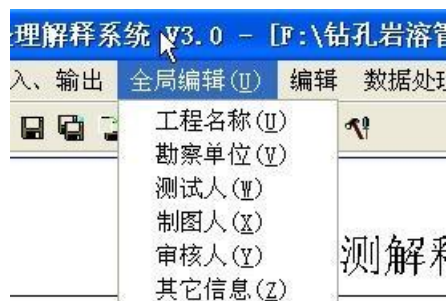 处理解释系统 V3.0 - [F:\钻孔岩溶管
入、输出 全局编辑(U) 编辑 数据处理
工程名称(U)
勘察单位(V)
测试人(W)
制图人(X)
审核人(Y)
其它信息(Z)
测解释